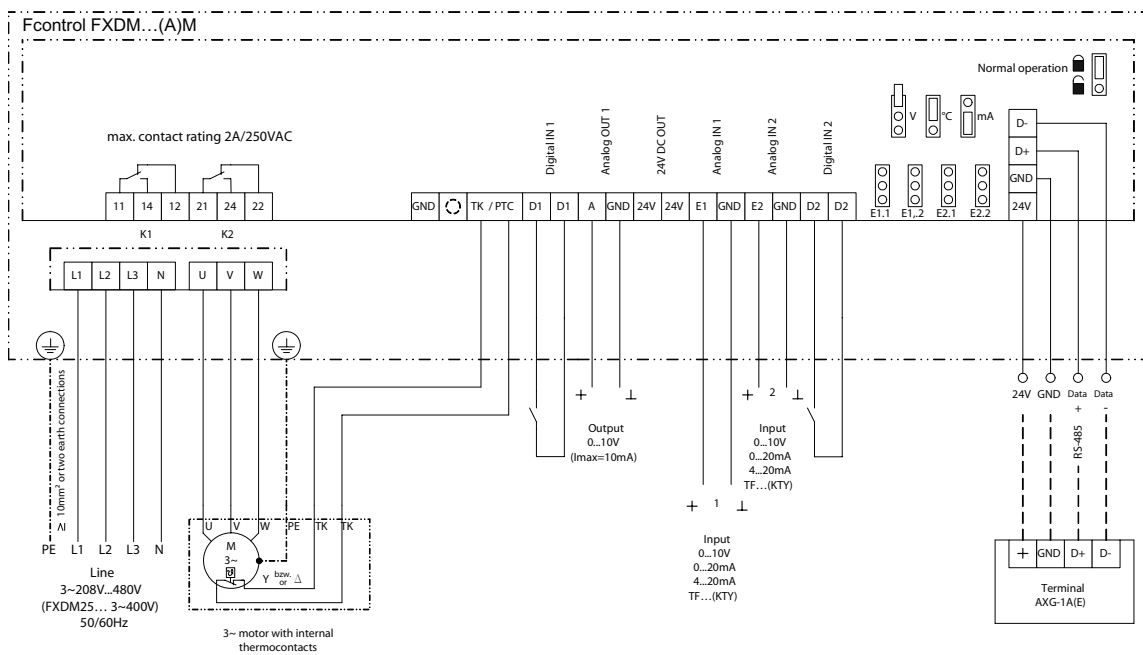 Fcontrol FXDM…(A)M
Normal operation
V
°C
mA
max. contact rating 2A/250VAC
Digital IN 1
Analog OUT 1
24V DC OUT
Analog IN 1
Analog IN 2
Digital IN 2
D-
D+
GND
24V
11 14 12 21 24 22
K1 K2
GND TK / PTC D1 D1 A GND 24V 24V E1 GND E2 GND D2 D2
E1.1 E1,.2 E2.1 E2.2
L1 L2 L3 N U V W
≥ 10mm² or two earth connections
+ ⊥
Output
0...10V
(Imax=10mA)
+ 2 ⊥
Input
0...10V
0...20mA
4...20mA
TF…(KTY)
+ 1 ⊥
Input
0...10V
0...20mA
4...20mA
TF…(KTY)
24V GND Data Data
+ -
RS-485
PE L1 L2 L3 N
Line
3~208V...480V
(FXDM25… 3~400V)
50/60Hz
U V W PE TK TK
M
3~
Y bzw. or Δ
3~ motor with internal
thermocontacts
+ GND D+ D-
Terminal
AXG-1A(E)